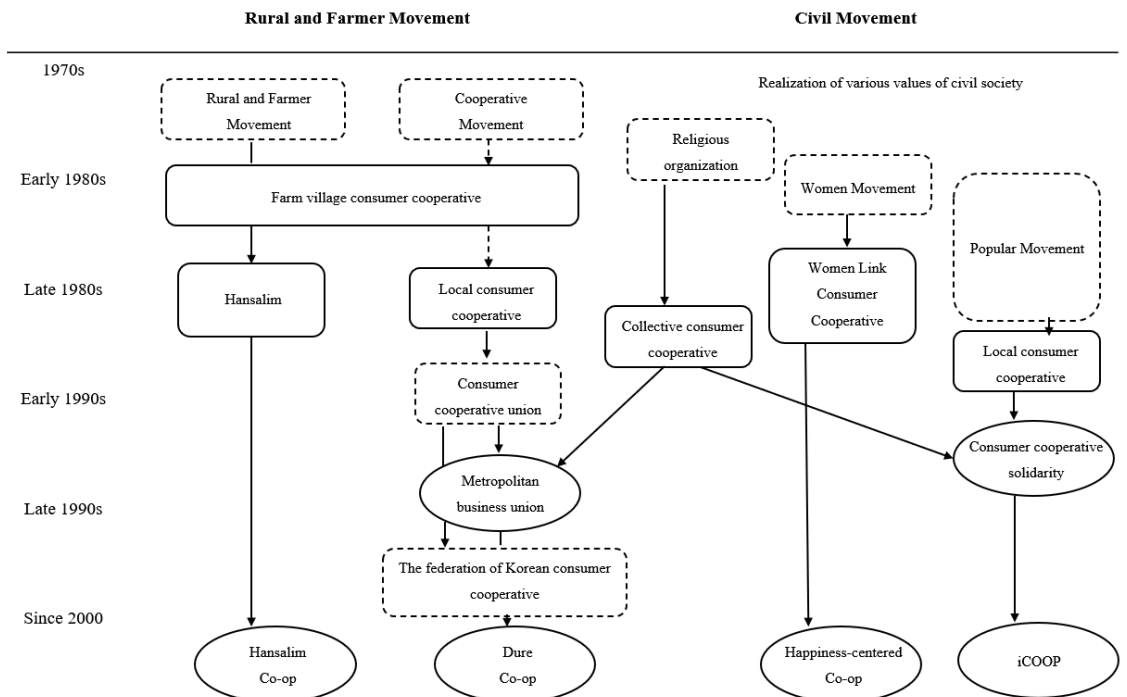 Rural and Farmer Movement
Civil Movement
1970s
Realization of various values of civil society
Rural and Farmer
Movement
Cooperative
Movement
Religious
organization
Women Movement
Early 1980s
Farm village consumer cooperative
Popular Movement
Late 1980s
Hansalim
Local consumer
cooperative
Women Link
Consumer
Cooperative
Collective consumer
cooperative
Local consumer
cooperative
Early 1990s
Consumer
cooperative union
Consumer cooperative
solidarity
Late 1990s
Metropolitan
business union
The federation of Korean consumer
cooperative
Since 2000
Hansalim
Co-op
Dure
Co-op
Happiness-centered
Co-op
iCOOP